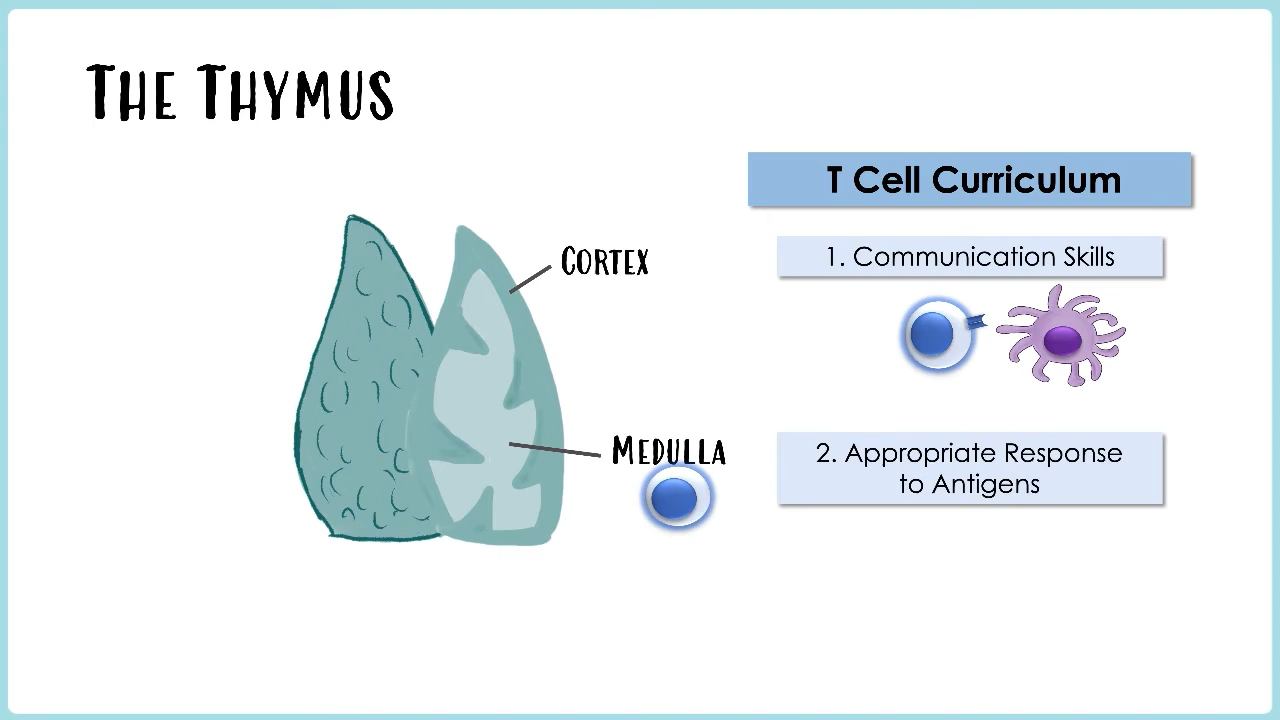 The Thymus
T Cell Curriculum
Cortex
1. Communication Skills
Medulla
2. Appropriate Response
to Antigens